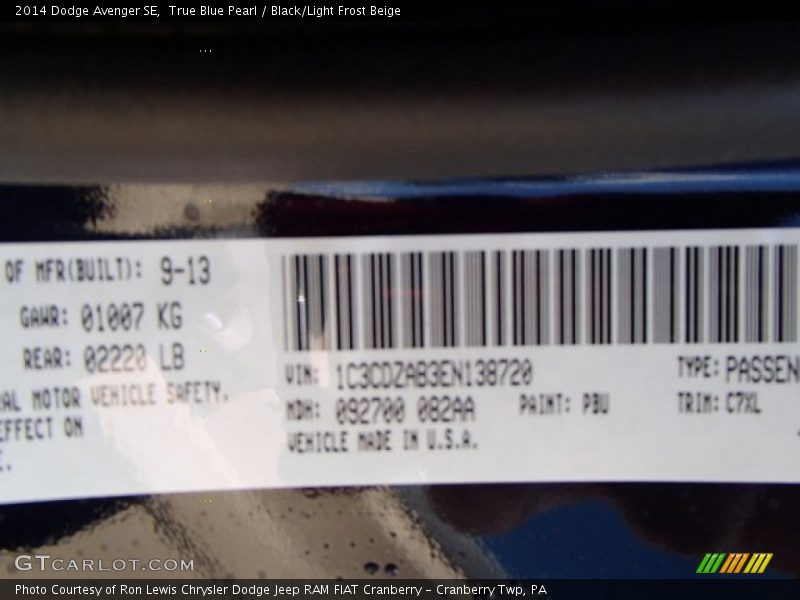 2014 Dodge Avenger SE, True Blue Pearl / Black/Light Frost Beige
OF MFR(BUILT): 9-13
GAWR: 01007 KG
REAR: 02220 LB
AL MOTOR VEHICLE SAFETY.
EFFECT ON
VIN: 1C3CDZAB3EN138720
TYPE: PASSEN
MDH: 092700 082AA
PAINT: PBU
TRIM: C7XL
VEHICLE MADE IN U.S.A.
GTCARLOT.COM
Photo Courtesy of Ron Lewis Chrysler Dodge Jeep RAM FIAT Cranberry – Cranberry Twp, PA